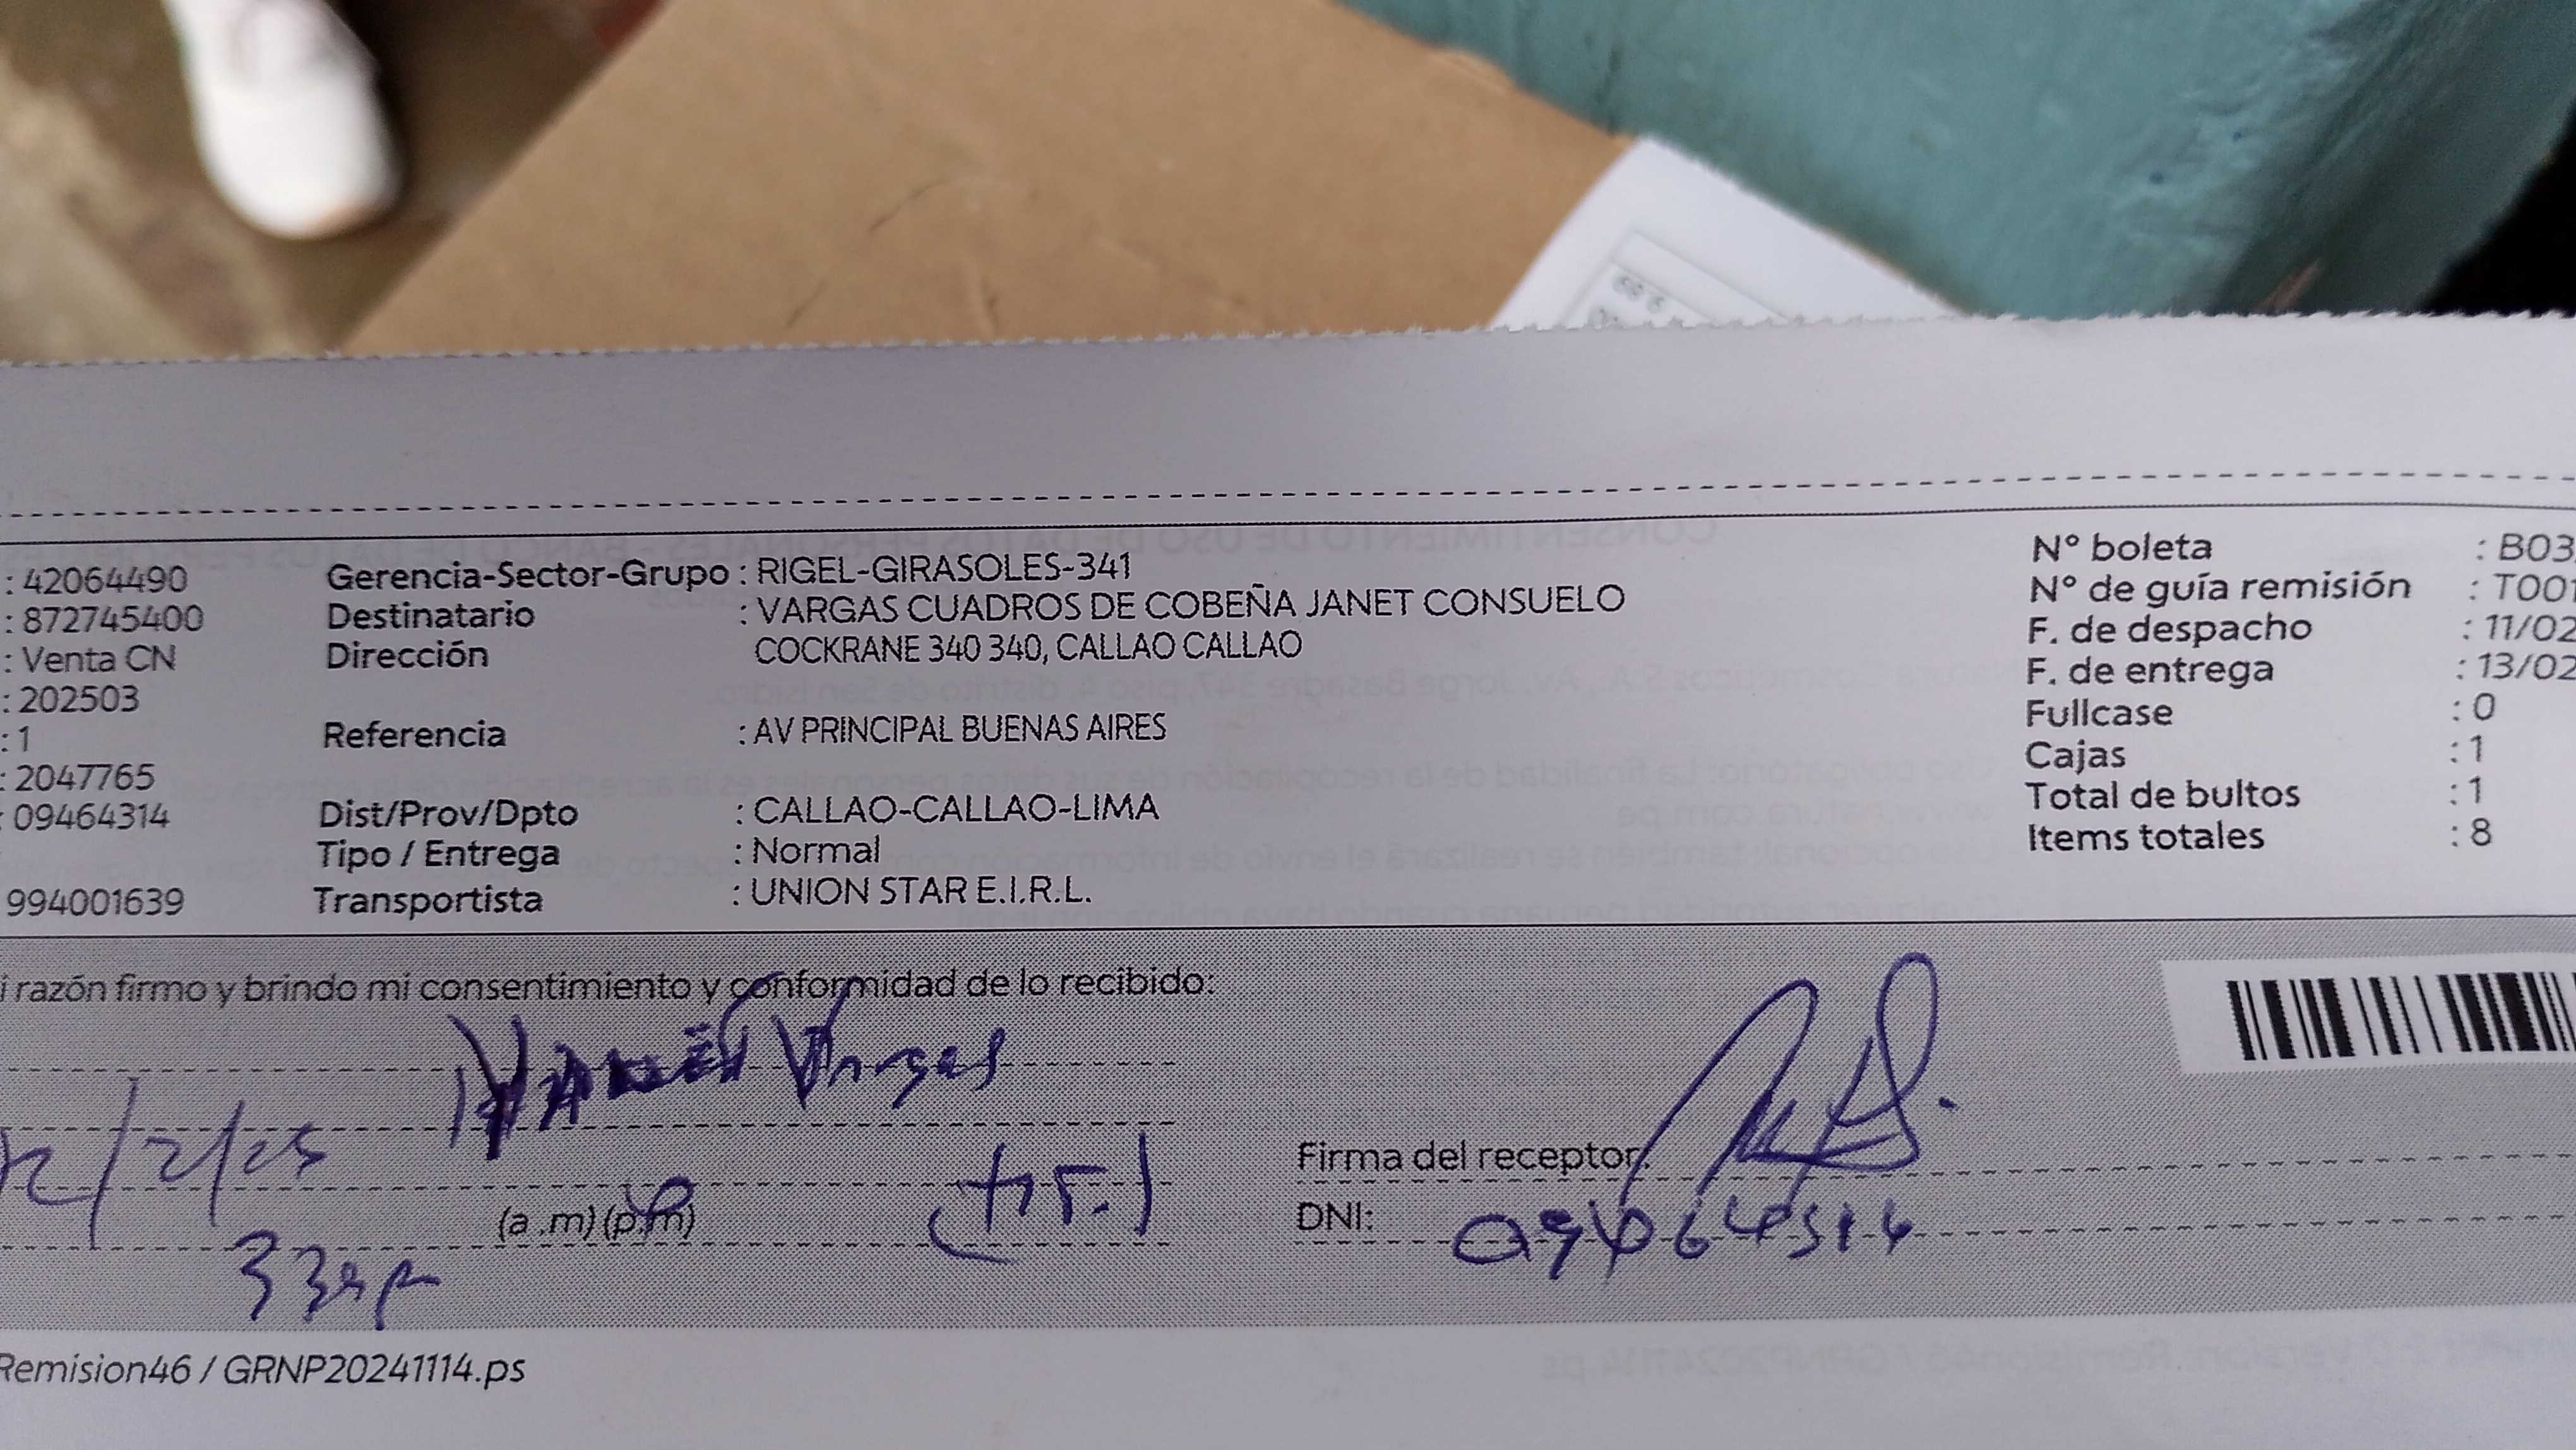 : 42064490 Gerencia-Sector-Grupo : RIGEL-GIRASOLES-341 N° boleta : B03
: 872745400 Destinatario : VARGAS CUADROS DE COBEÑA JANET CONSUELO N° de guía remisión : T001
: Venta CN Dirección COCKRANE 340 340, CALLAO CALLAO F. de despacho : 11/02
: 202503 F. de entrega : 13/02
: 1 Referencia : AV PRINCIPAL BUENAS AIRES Fullcase : 0
: 2047765 Cajas : 1
: 09464314 Dist/Prov/Dpto : CALLAO-CALLAO-LIMA Total de bultos : 1
Tipo / Entrega : Normal Items totales : 8
994001639 Transportista : UNION STAR E.I.R.L.
i razón firmo y brindo mi consentimiento y conformidad de lo recibido:
Vargas
12/2/25
Firma del receptor:
(a .m) (p.m)
DNI:
Remision46 / GRNP20241114.ps